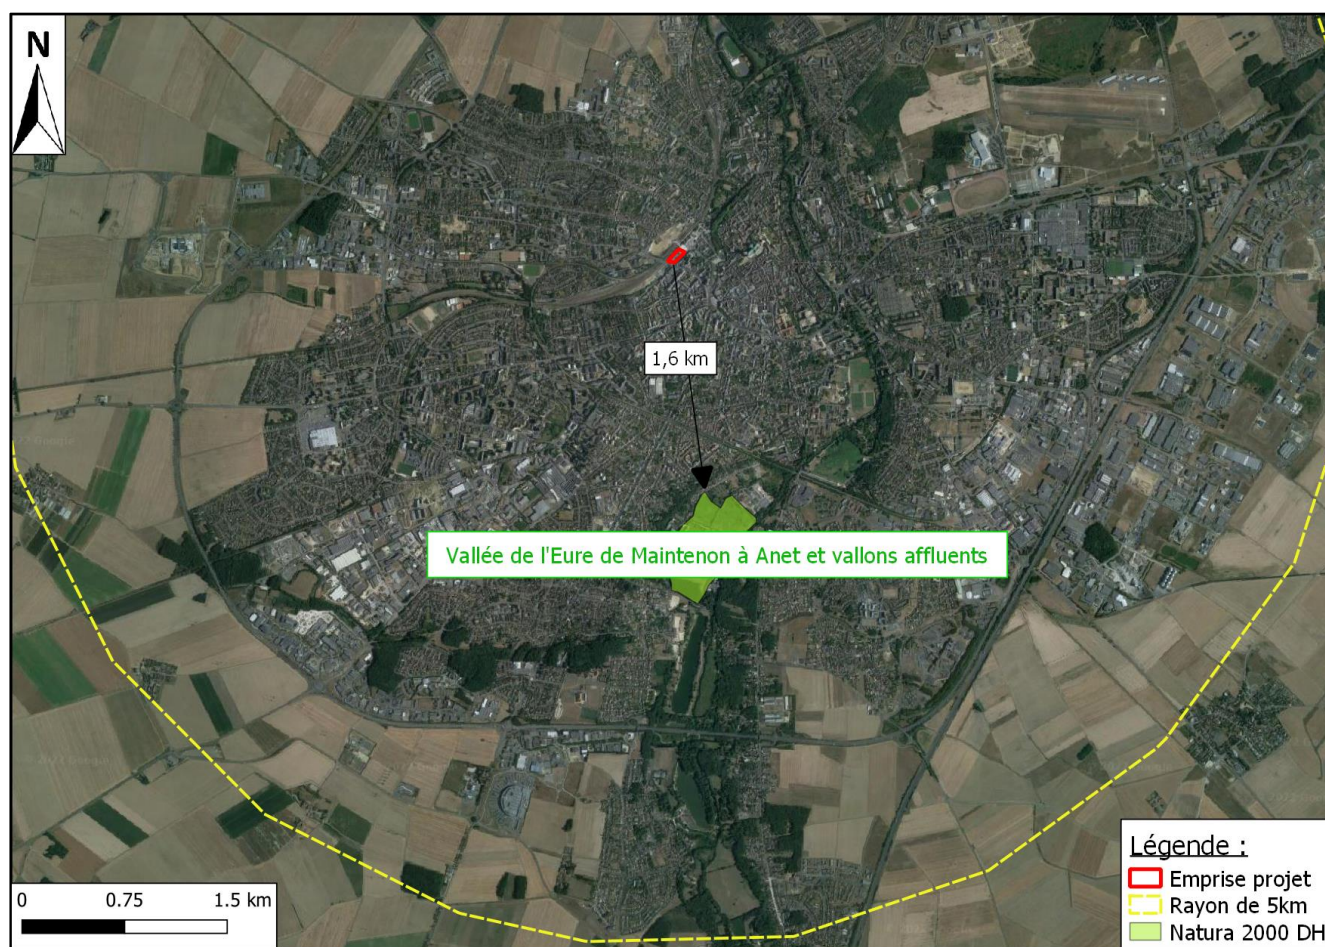 N
1,6 km
Vallée de l'Eure de Maintenon à Anet et vallons affluents
Légende :
Emprise projet
Rayon de 5km
Natura 2000 DH
0 0.75 1.5 km